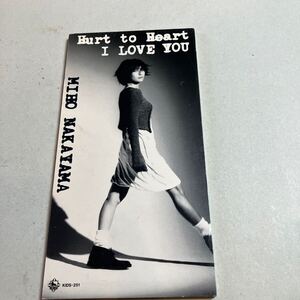 Hurt to Heart
I LOVE YOU
MIHO NAKAYAMA
KIDS-251